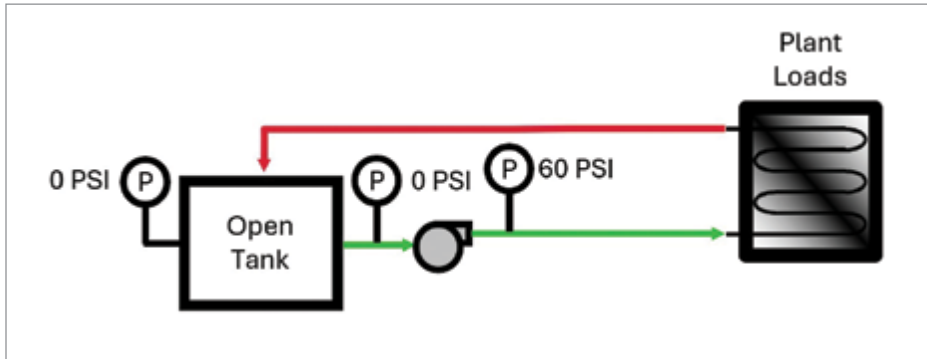 Plant
Loads
0 PSI
P
P
0 PSI
P
60 PSI
Open
Tank